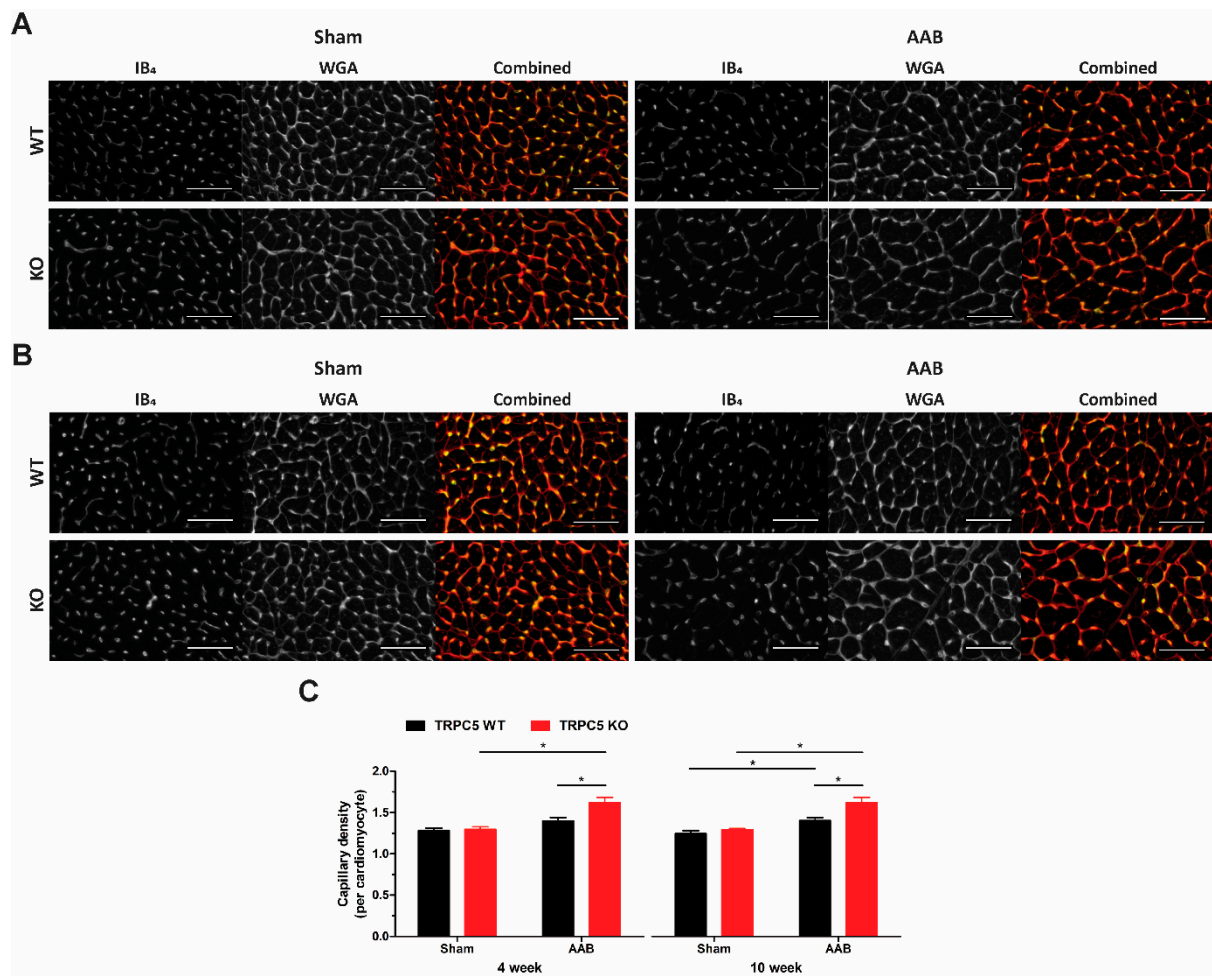 A
Sham
AAB
IB₄ WGA Combined
IB₄ WGA Combined
WT
KO
B
Sham
AAB
IB₄ WGA Combined
IB₄ WGA Combined
WT
KO
C
TRPC5 WT
TRPC5 KO
* * * * *
Capillary density
(per cardiomyocyte)
2.0
1.5
1.0
0.5
0.0
Sham AAB Sham AAB
4 week 10 week